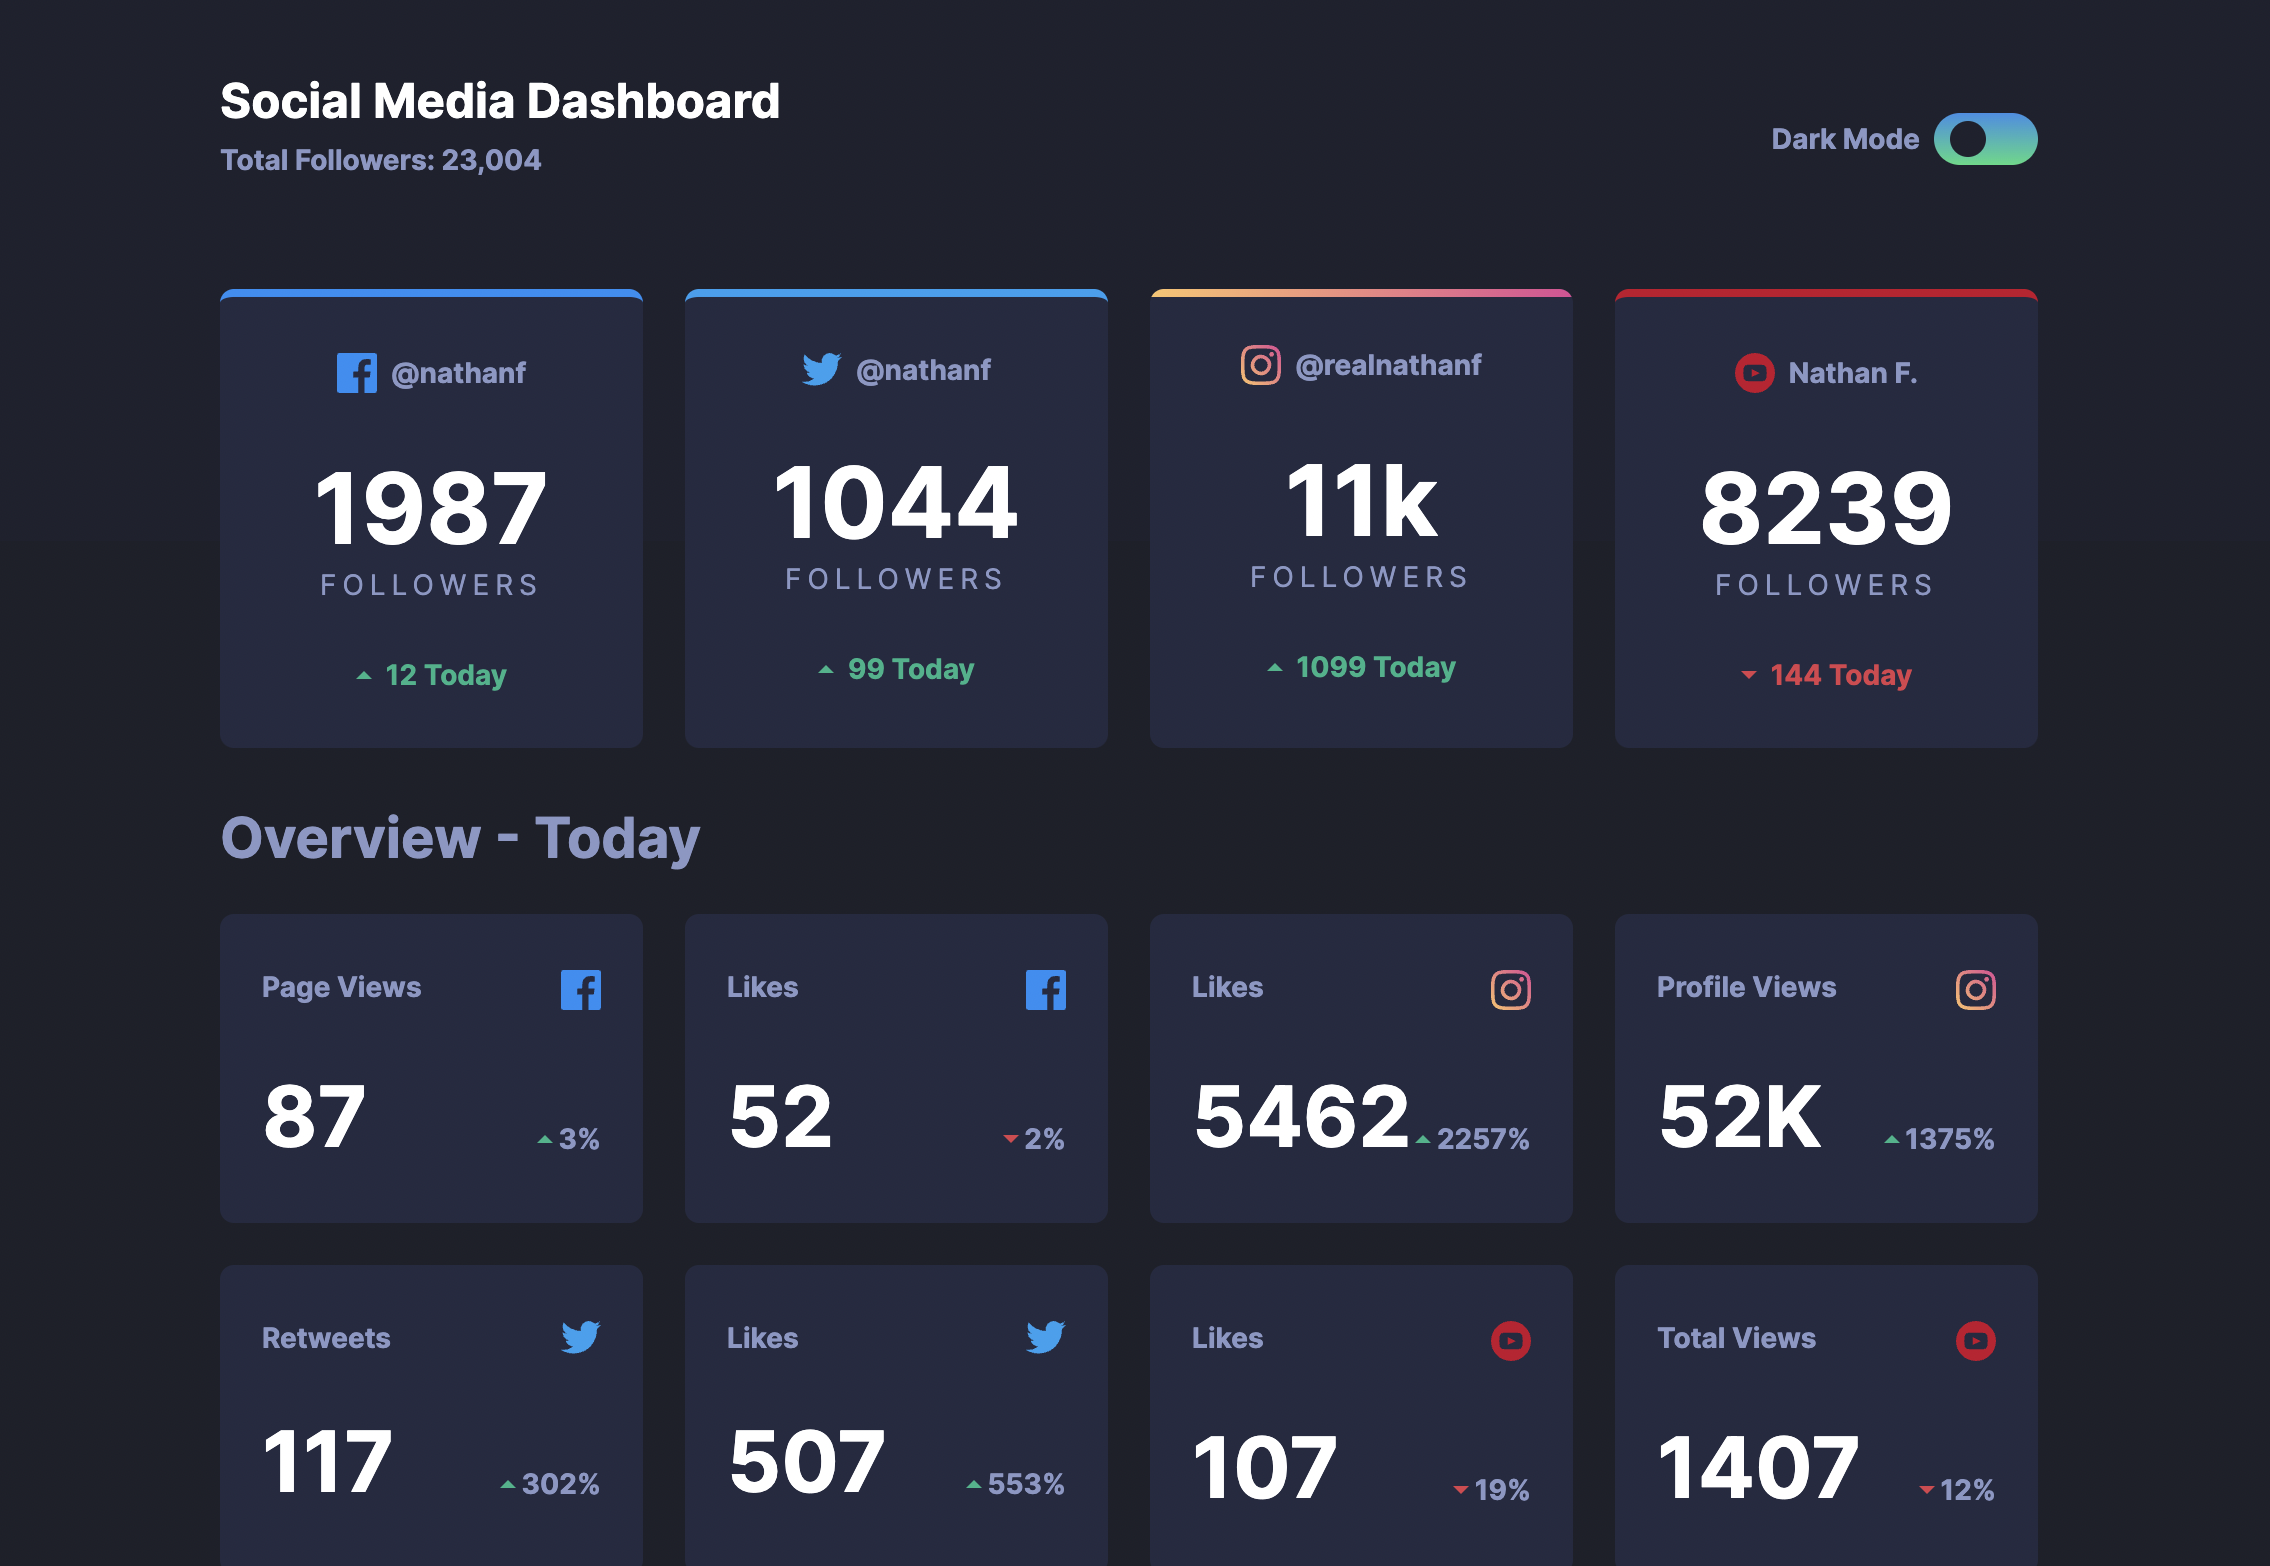 Social Media Dashboard
Total Followers: 23,004
Dark Mode
@nathanf
1987
FOLLOWERS
12 Today
@nathanf
1044
FOLLOWERS
99 Today
@realnathanf
11k
FOLLOWERS
1099 Today
Nathan F.
8239
FOLLOWERS
144 Today
Overview - Today
Page Views
87
3%
Likes
52
2%
Likes
5462
2257%
Profile Views
52K
1375%
Retweets
117
302%
Likes
507
553%
Likes
107
19%
Total Views
1407
12%